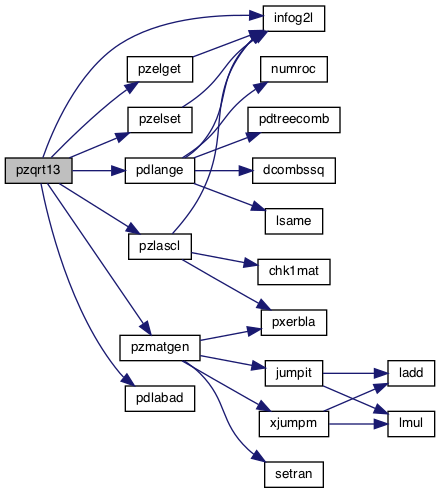 infog2l
pzelget
numroc
pzelset
pdtreecomb
pzqrt13
pdlange
dcombssq
lsame
pzlascl
chk1mat
pxerbla
pzmatgen
jumpit
ladd
pdlabad
xjumpm
lmul
setran